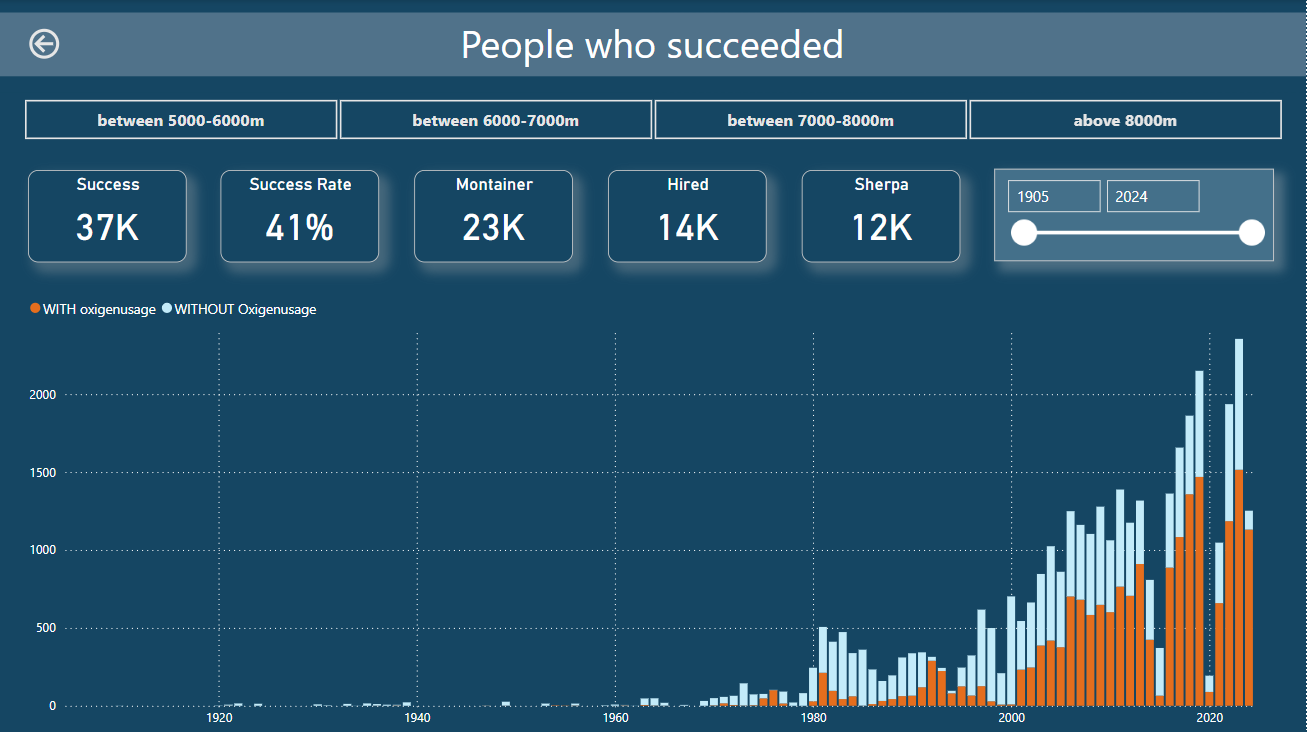 People who succeeded
between 5000-6000m between 6000-7000m between 7000-8000m above 8000m
Success Success Rate Montainer Hired Sherpa
37K 41% 23K 14K 12K
1905 2024
WITH oxigenusage WITHOUT Oxigenusage
2000
1500
1000
500
0
1920 1940 1960 1980 2000 2020